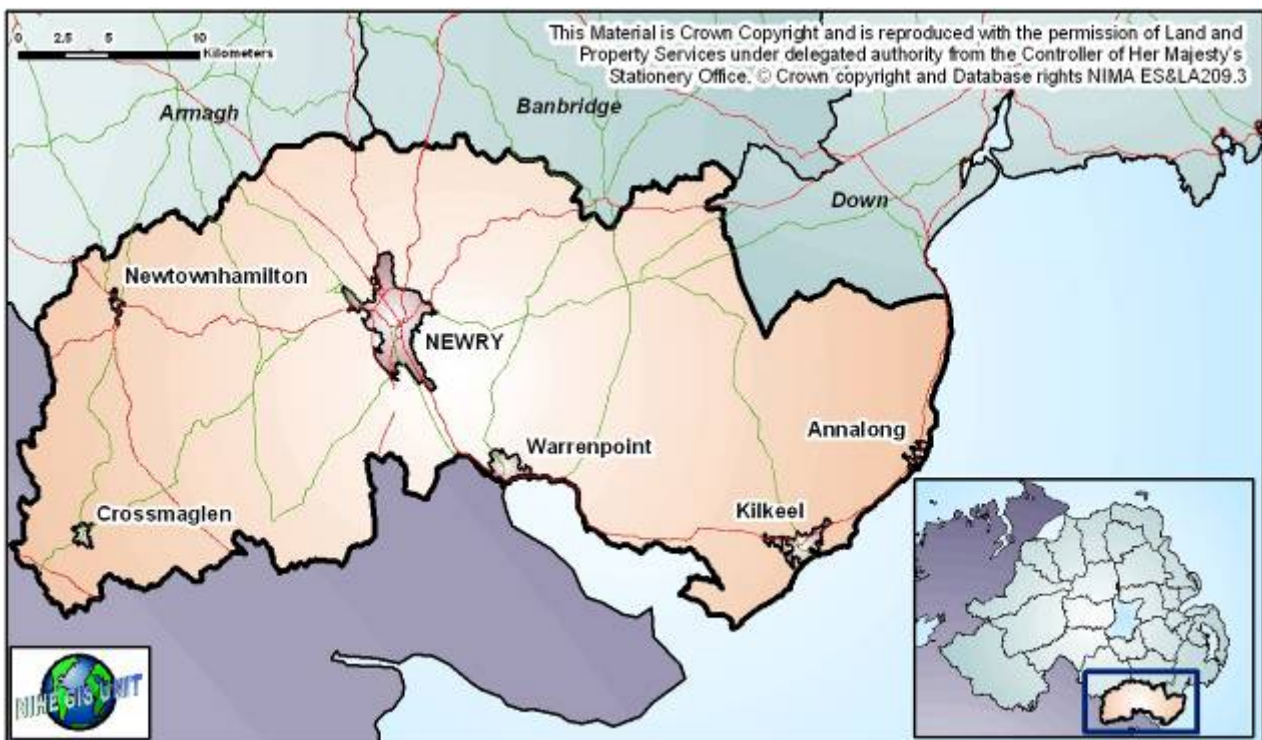 0 2.5 5 10
Kilometers
This Material is Crown Copyright and is reproduced with the permission of Land and
Property Services under delegated authority from the Controller of Her Majesty's
Stationery Office, © Crown copyright and Database rights NIMA ES&LA209.3
Armagh
Banbridge
Down
Newtownhamilton
NEWRY
Warrenpoint
Annalong
Crossmaglen
Kilkeel
NIHE GIS UNIT